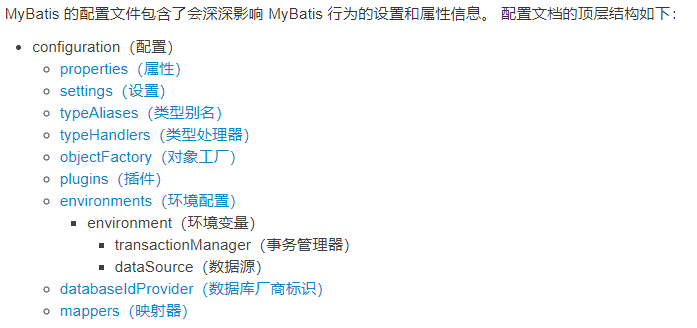 MyBatis 的配置文件包含了会深深影响 MyBatis 行为的设置和属性信息。 配置文档的顶层结构如下：
configuration（配置）
properties（属性）
settings（设置）
typeAliases（类型别名）
typeHandlers（类型处理器）
objectFactory（对象工厂）
plugins（插件）
environments（环境配置）
environment（环境变量）
transactionManager（事务管理器）
dataSource（数据源）
databaseIdProvider（数据库厂商标识）
mappers（映射器）